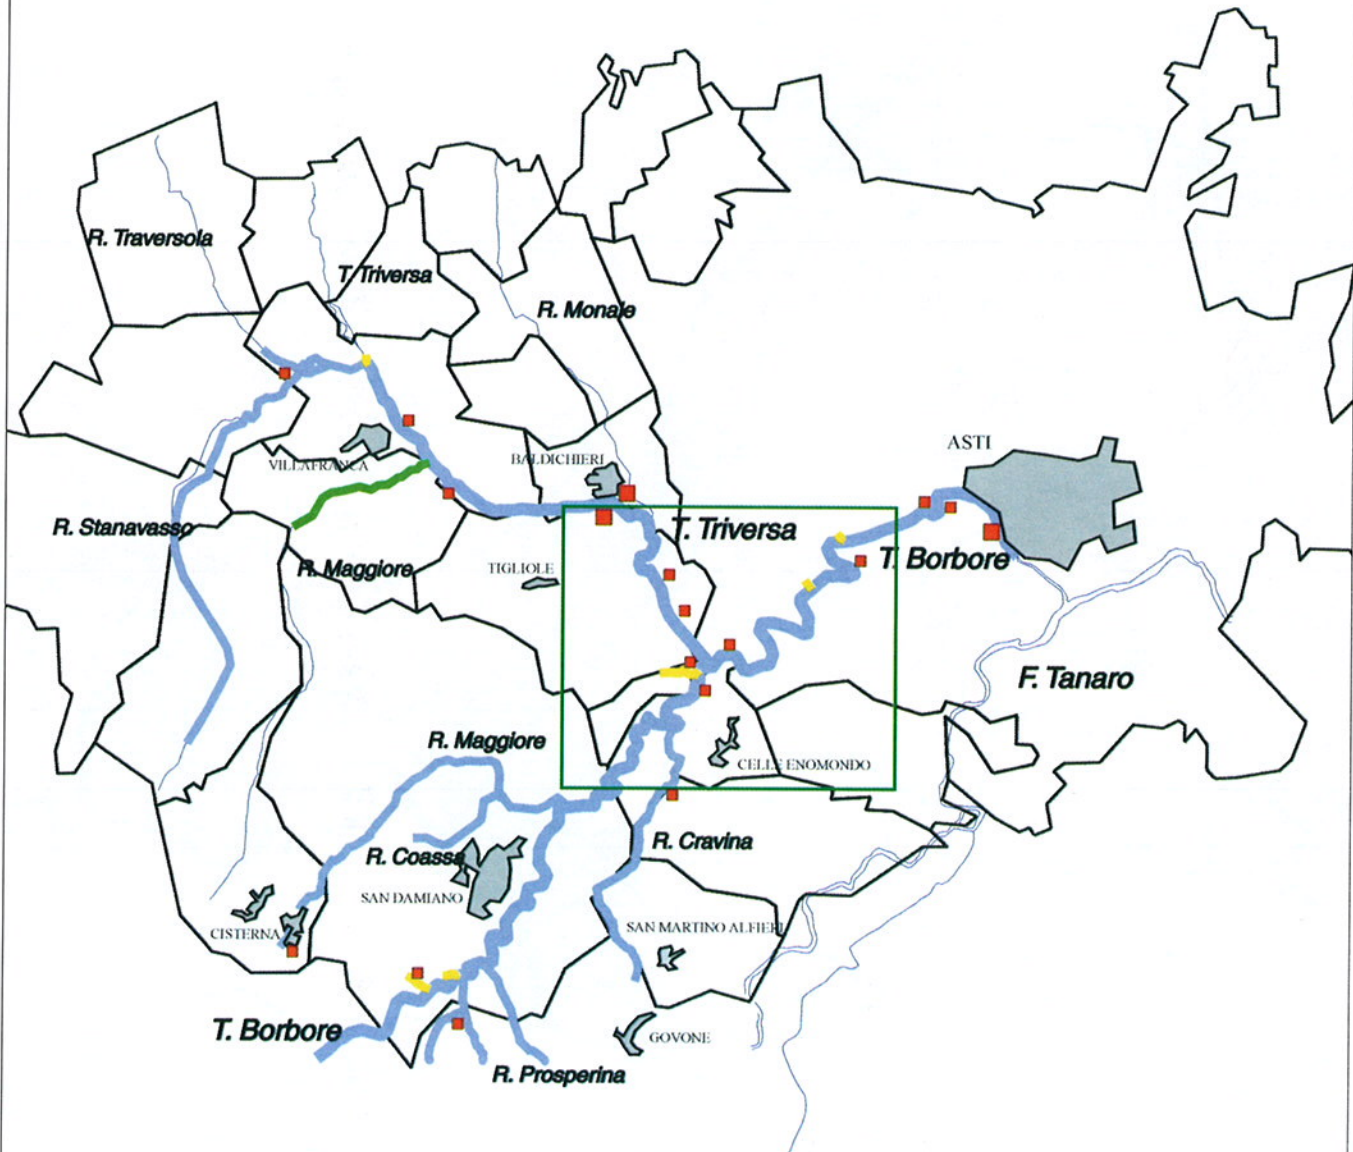 R. Traversola
T. Triversa
R. Monale
ASTI
VILLAFRANCA
BALDICHIERI
R. Stanavasso
T. Triversa
T. Borbore
R. Maggiore
TIGLIOLE
F. Tanaro
R. Maggiore
CELLE ENOMONDO
R. Cravina
R. Coassa
SAN DAMIANO
CISTERNA
SAN MARTINO ALFIERI
T. Borbore
GOVONE
R. Prosperina